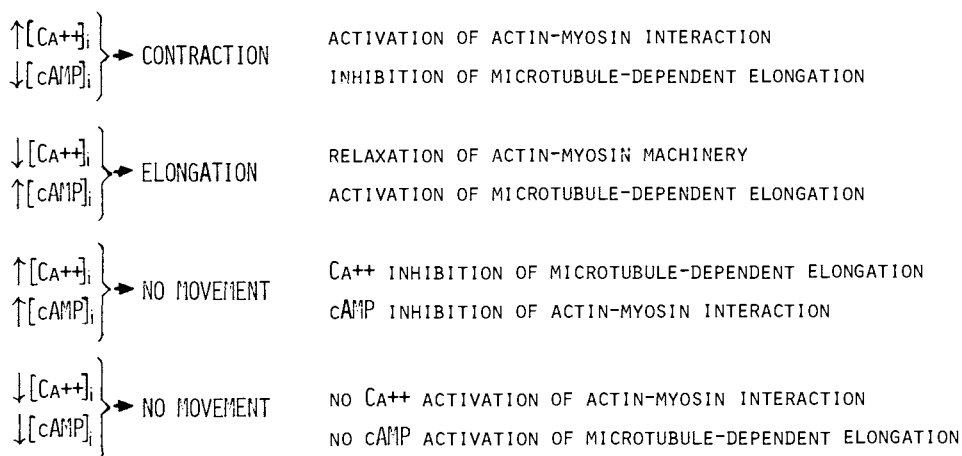 ↑[CA++]i
↓[cAMP]i
→ CONTRACTION
ACTIVATION OF ACTIN-MYOSIN INTERACTION
INHIBITION OF MICROTUBULE-DEPENDENT ELONGATION
↓[CA++]i
↑[cAMP]i
→ ELONGATION
RELAXATION OF ACTIN-MYOSIN MACHINERY
ACTIVATION OF MICROTUBULE-DEPENDENT ELONGATION
↑[CA++]i
↑[cAMP]i
→ NO MOVEMENT
CA++ INHIBITION OF MICROTUBULE-DEPENDENT ELONGATION
cAMP INHIBITION OF ACTIN-MYOSIN INTERACTION
↓[CA++]i
↓[cAMP]i
→ NO MOVEMENT
NO CA++ ACTIVATION OF ACTIN-MYOSIN INTERACTION
NO cAMP ACTIVATION OF MICROTUBULE-DEPENDENT ELONGATION